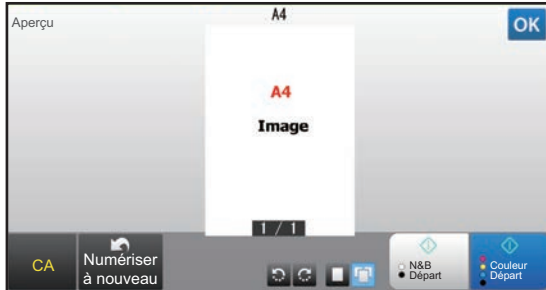 A4
Aperçu
OK
A4
Image
1 / 1
CA
Numériser
à nouveau
N&B
Départ
Couleur
Départ